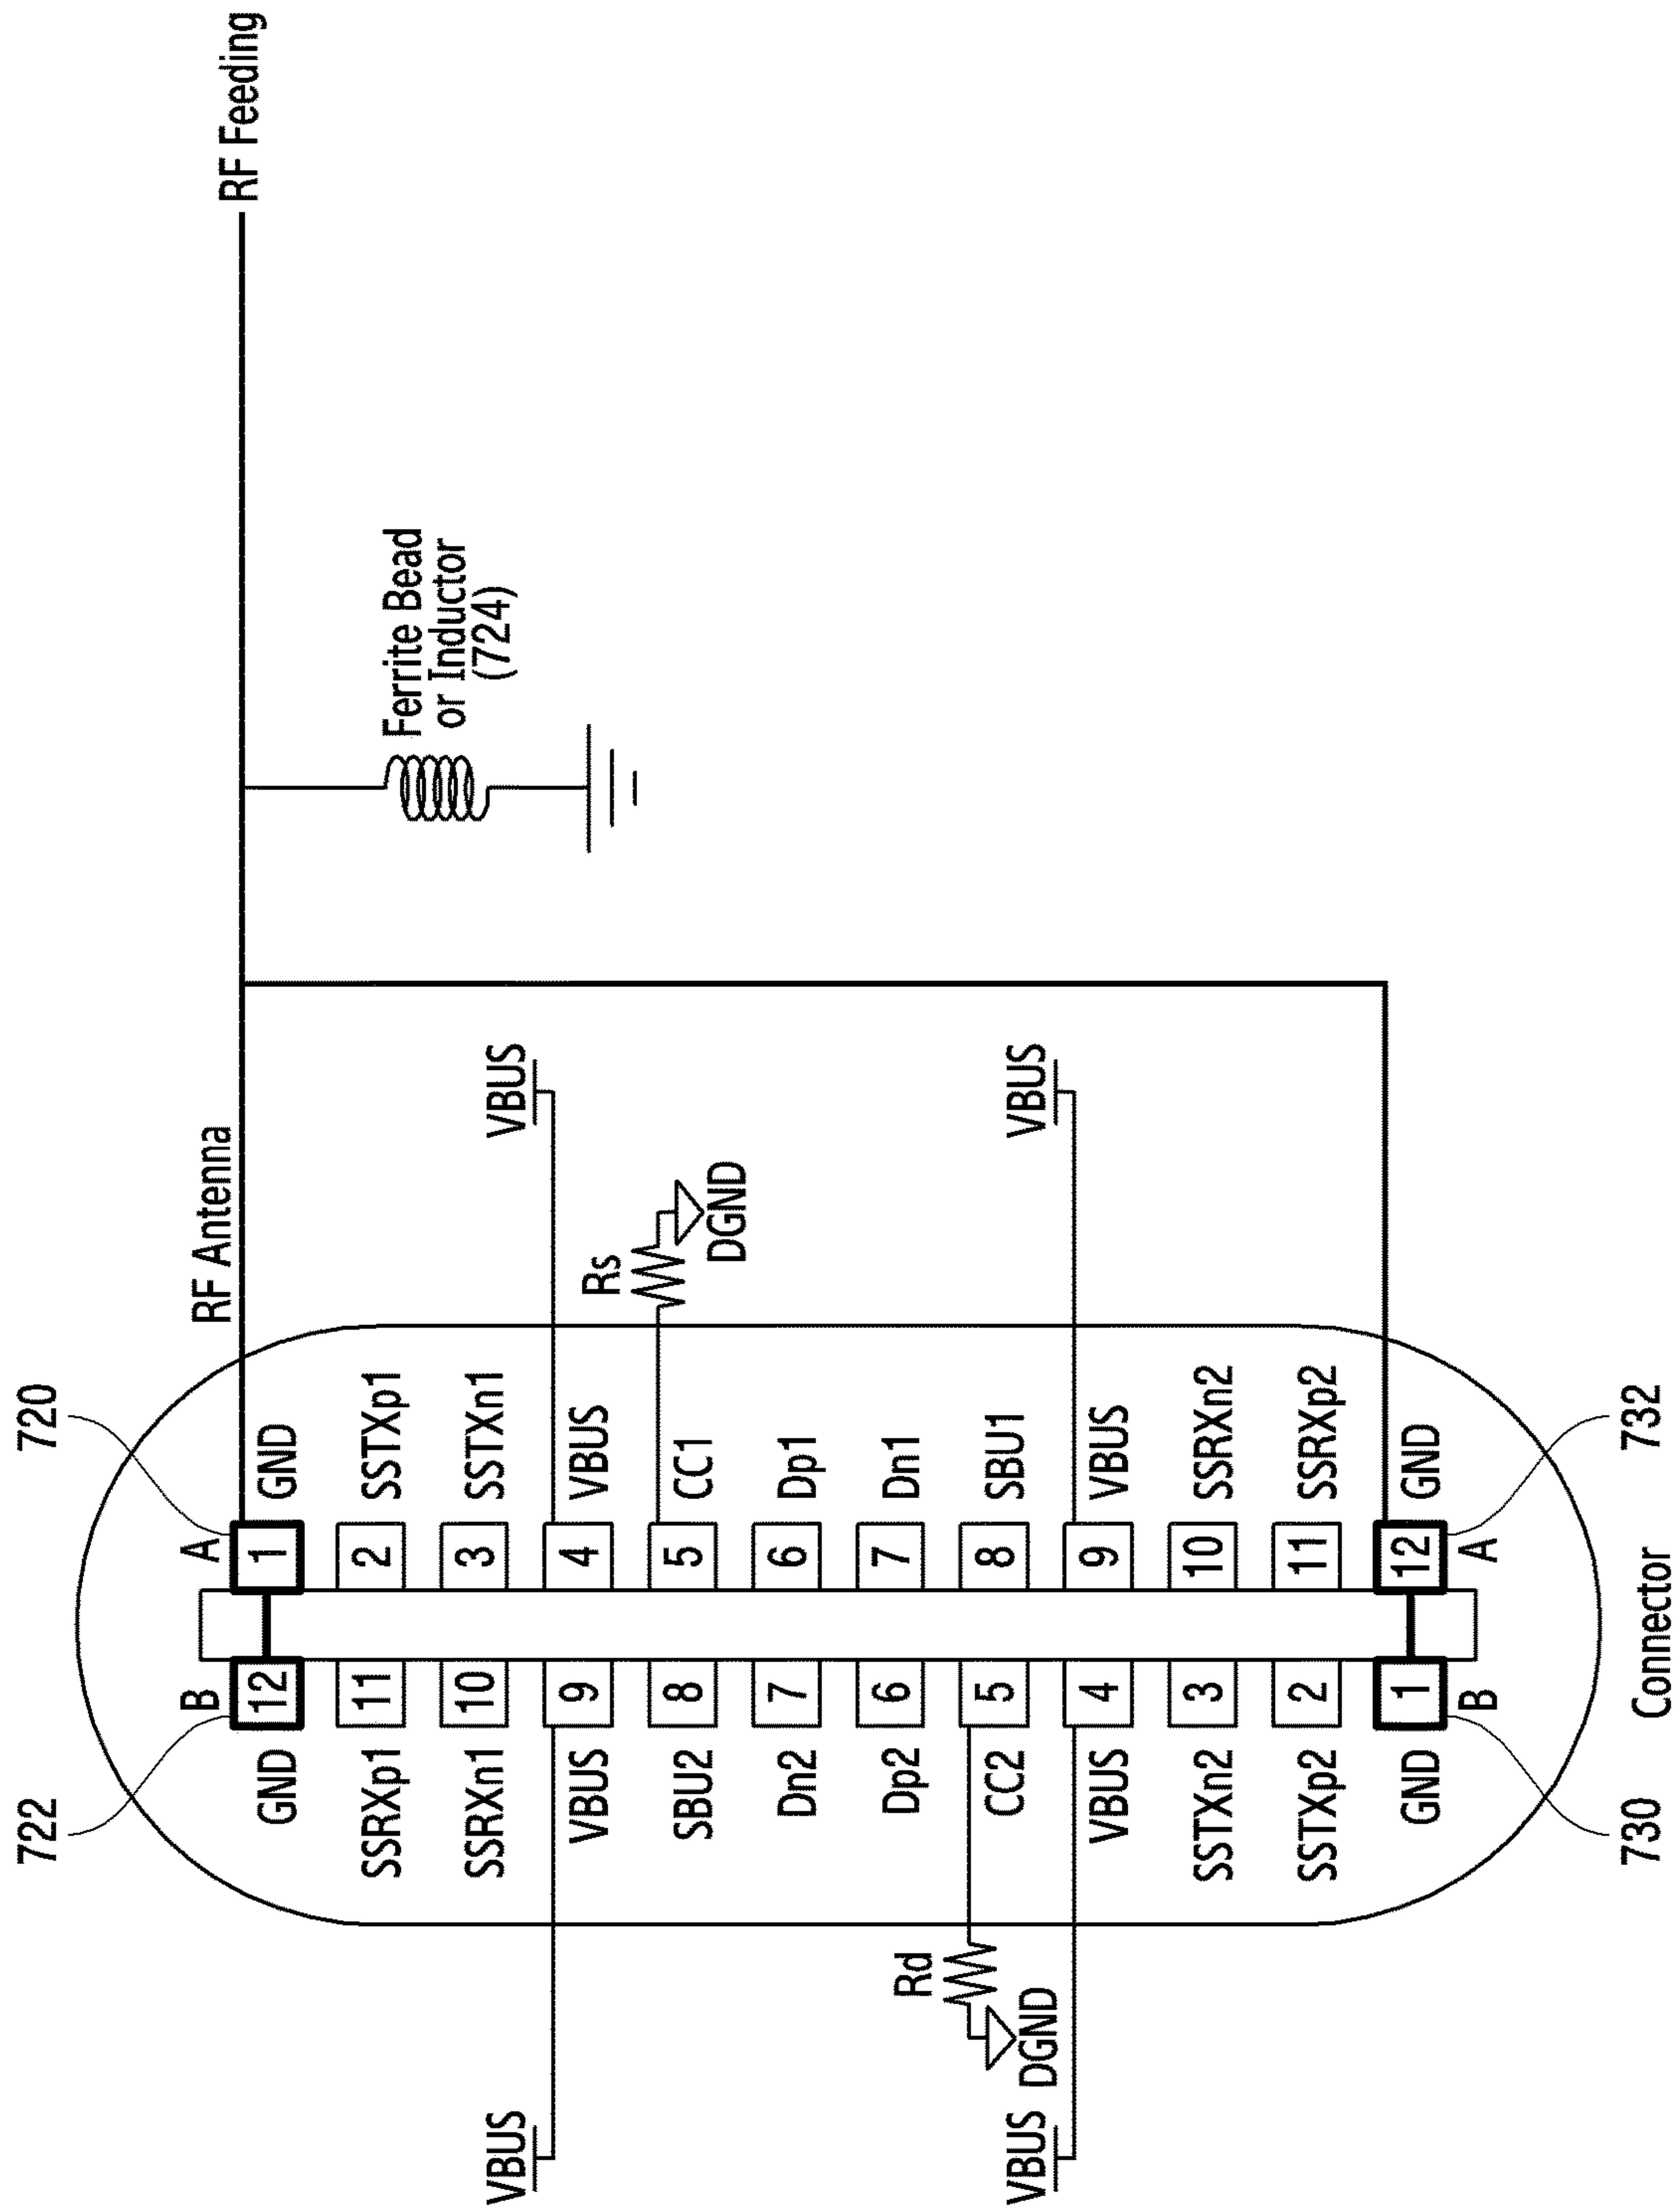 722 720
B A RF Antenna
RF Feeding
GND 12 1 GND
SSRXp1 11 2 SSTXp1
Ferrite Bead
or Inductor
(724)
SSRXn1 10 3 SSTXn1
VBUS VBUS
VBUS 9 4 VBUS
Rs
SBU2 8 5 CC1
DGND
Dn2 7 6 Dp1
Dp2 6 7 Dn1
Rd
CC2 5 8 SBU1
VBUS DGND VBUS
VBUS 4 9 VBUS
SSTXn2 3 10 SSRXn2
SSTXp2 2 11 SSRXp2
GND 1 12 GND
B A
730 732
Connector